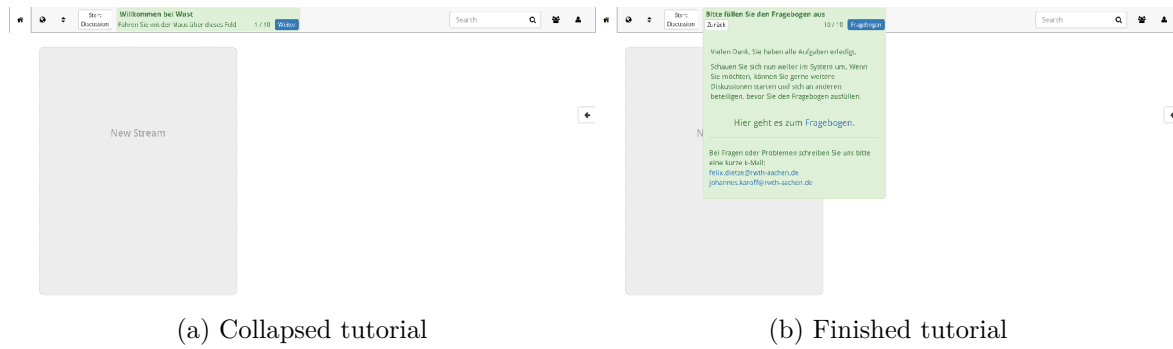 Start Discussion
Willkommen bei Wust
Fahren Sie mit der Maus über dieses Feld 1 / 10 Weiter
Search
New Stream
(a) Collapsed tutorial
Start Discussion
Bitte füllen Sie den Fragebogen aus
Zurück 10 / 10 Fragebogen
Search
Vielen Dank, Sie haben alle Aufgaben erledigt.
Schauen Sie sich nun weiter im System um. Wenn
Sie möchten, können Sie gerne weitere
Diskussionen starten und sich an anderen
beteiligen, bevor Sie den Fragebogen ausfüllen.
Hier geht es zum Fragebogen.
N
Bei Fragen oder Problemen schreiben Sie uns bitte
eine kurze E-Mail:
felix.dietze@rwth-aachen.de
johannes.karoff@rwth-aachen.de
(b) Finished tutorial